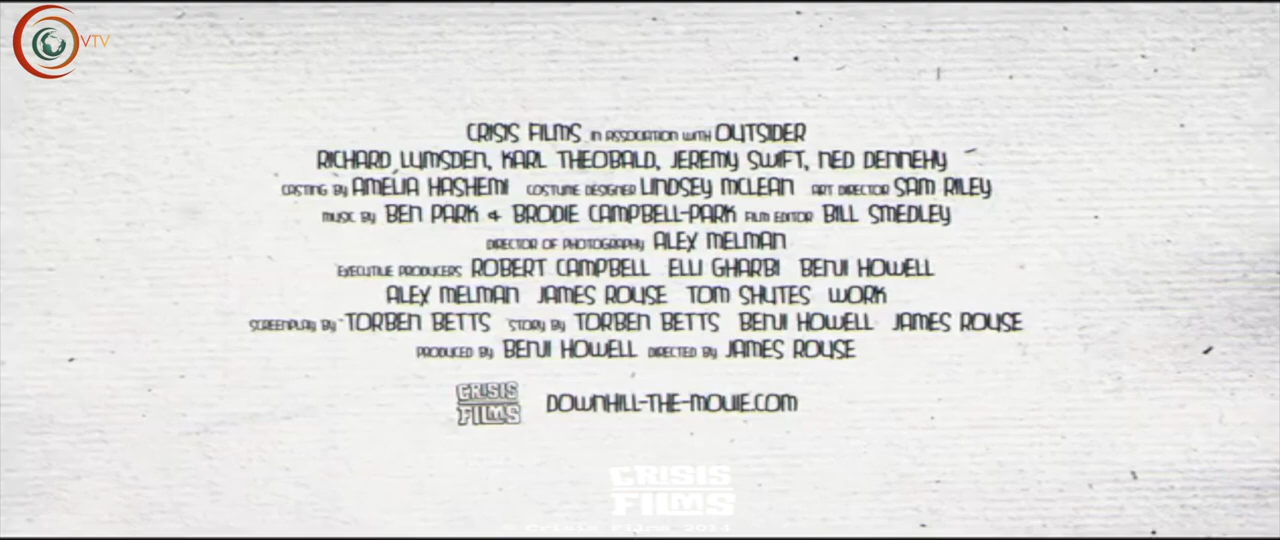 VTV
CRISIS FILMS IN ASSOCIATION WITH OUTSIDER
RICHARD LUMSDEN, KARL THEOBALD, JEREMY SWIFT, NED DENNEHY
CASTING BY AMELIA HASHEMI COSTUME DESIGNER LINDSEY MCLEAN ART DIRECTOR SAM RILEY
MUSIC BY BEN PARK & BRODIE CAMPBELL-PARK FILM EDITOR BILL SMEDLEY
DIRECTOR OF PHOTOGRAPHY ALEX MELMAN
EXECUTIVE PRODUCERS ROBERT CAMPBELL ELLI GHARBI BENJI HOWELL
ALEX MELMAN JAMES ROUSE TOM SHUTES WORK
SCREENPLAY BY TORBEN BETTS STORY BY TORBEN BETTS BENJI HOWELL JAMES ROUSE
PRODUCED BY BENJI HOWELL DIRECTED BY JAMES ROUSE
CRISIS FILMS DOWNHILL-THE-MOVIE.COM
CRISIS
FILMS
© Crisis Films 2014